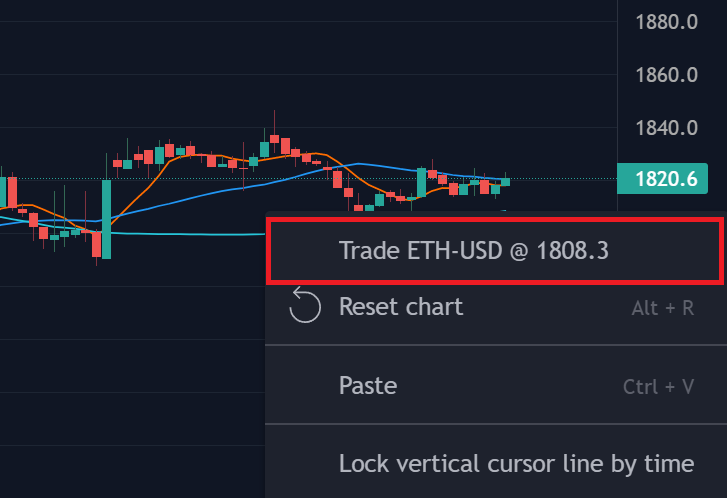 1880.0
1860.0
1840.0
1820.6
Trade ETH-USD @ 1808.3
Reset chart Alt + R
Paste Ctrl + V
Lock vertical cursor line by time